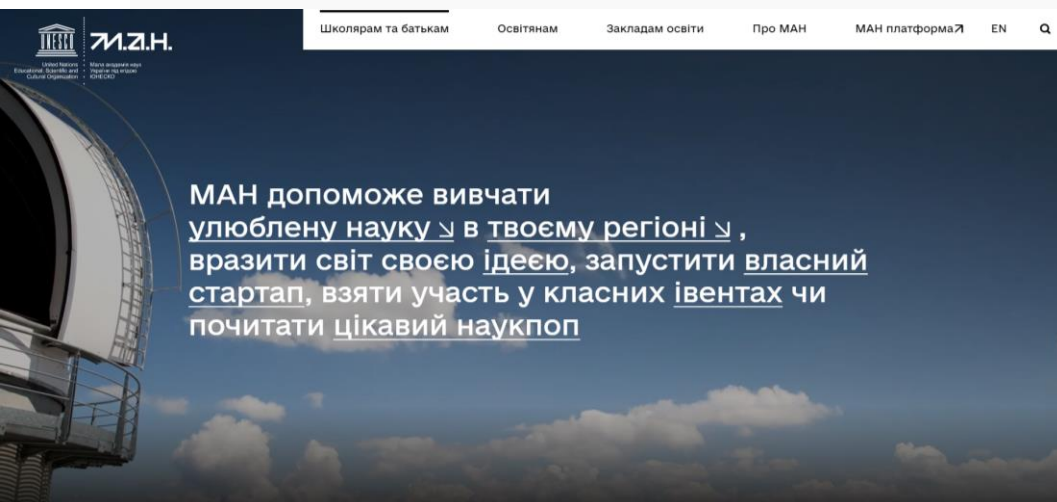 UNESCO
United Nations
Educational, Scientific and
Cultural Organization
М.А.Н.
Мала академія наук
України під егідою
ЮНЕСКО
Школярам та батькам
Освітянам
Закладам освіти
Про МАН
МАН платформа
EN
МАН допоможе вивчати
улюблену науку ↘ в твоєму регіоні ↘ ,
вразити світ своєю ідеєю, запустити власний
стартап, взяти участь у класних івентах чи
почитати цікавий наукпоп